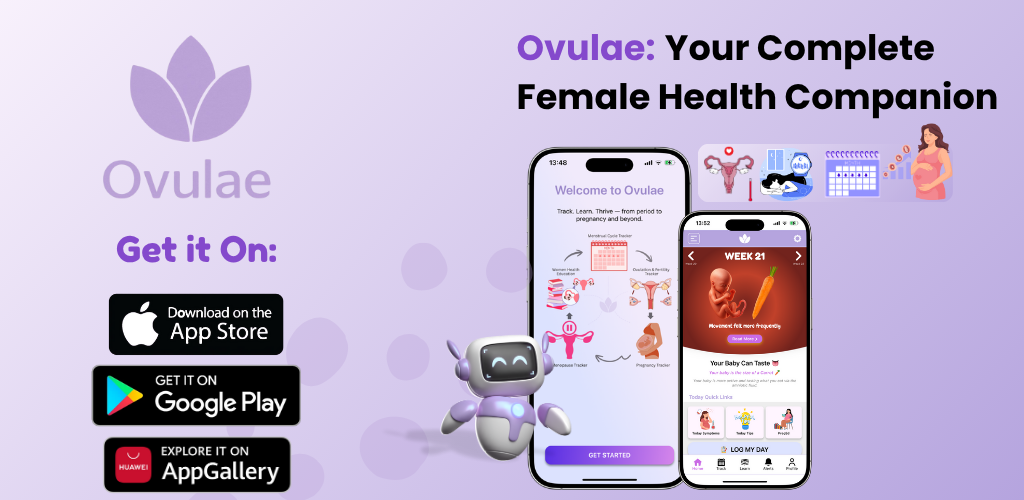 Ovulae
Get it On:
Download on the
App Store
GET IT ON
Google Play
HUAWEI
EXPLORE IT ON
AppGallery
Ovulae: Your Complete
Female Health Companion
13:48
Welcome to Ovulae
Track. Learn. Thrive — from period to
pregnancy and beyond.
Menstrual Cycle Tracker
Women Health
Education
Ovulation & Fertility
Tracker
Menopause Tracker
Pregnancy Tracker
GET STARTED
13:52
WEEK 21
Movement felt more frequently
Read More >
Your Baby Can Taste
Your baby is the size of a Carrot
Today Quick Links
Today Symptoms
Today Tips
LOG MY DAY
Home
Track
Learn
Alerts
Profile